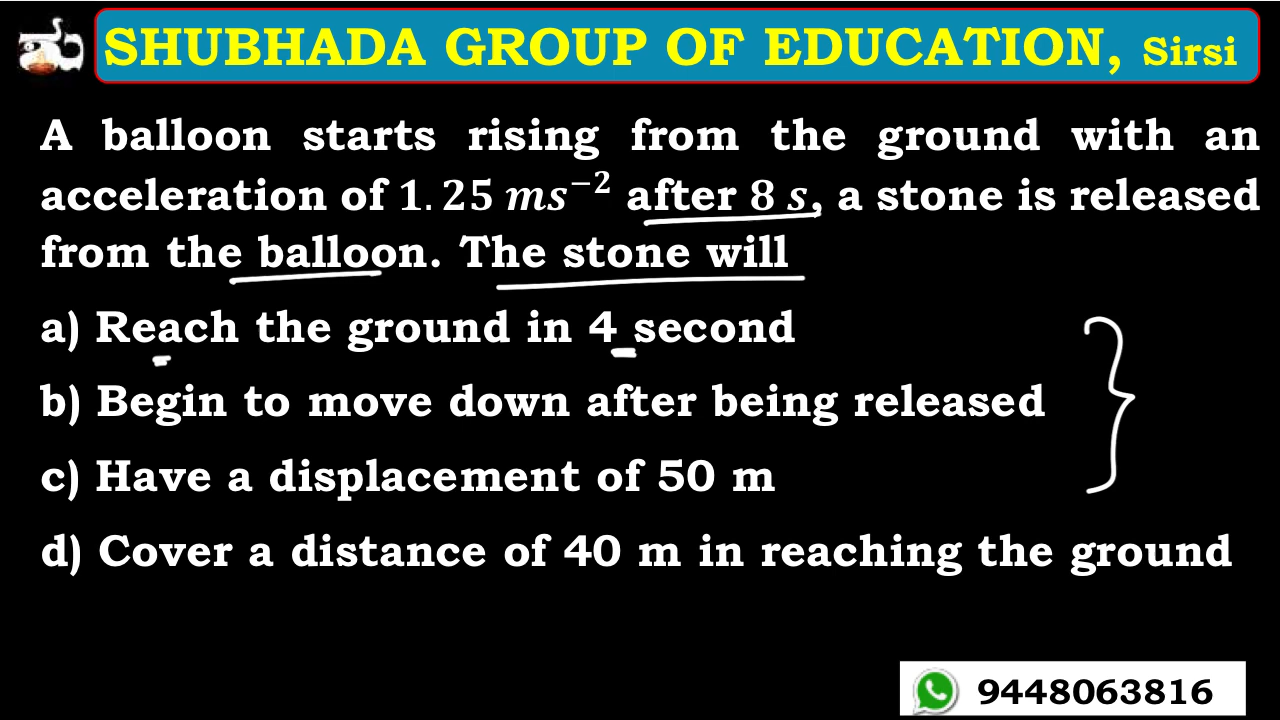 ಶು
SHUBHADA GROUP OF EDUCATION, Sirsi
A balloon starts rising from the ground with an
acceleration of 1.25 ms⁻² after 8 s, a stone is released
from the balloon. The stone will
a) Reach the ground in 4 second
b) Begin to move down after being released
c) Have a displacement of 50 m
d) Cover a distance of 40 m in reaching the ground
9448063816